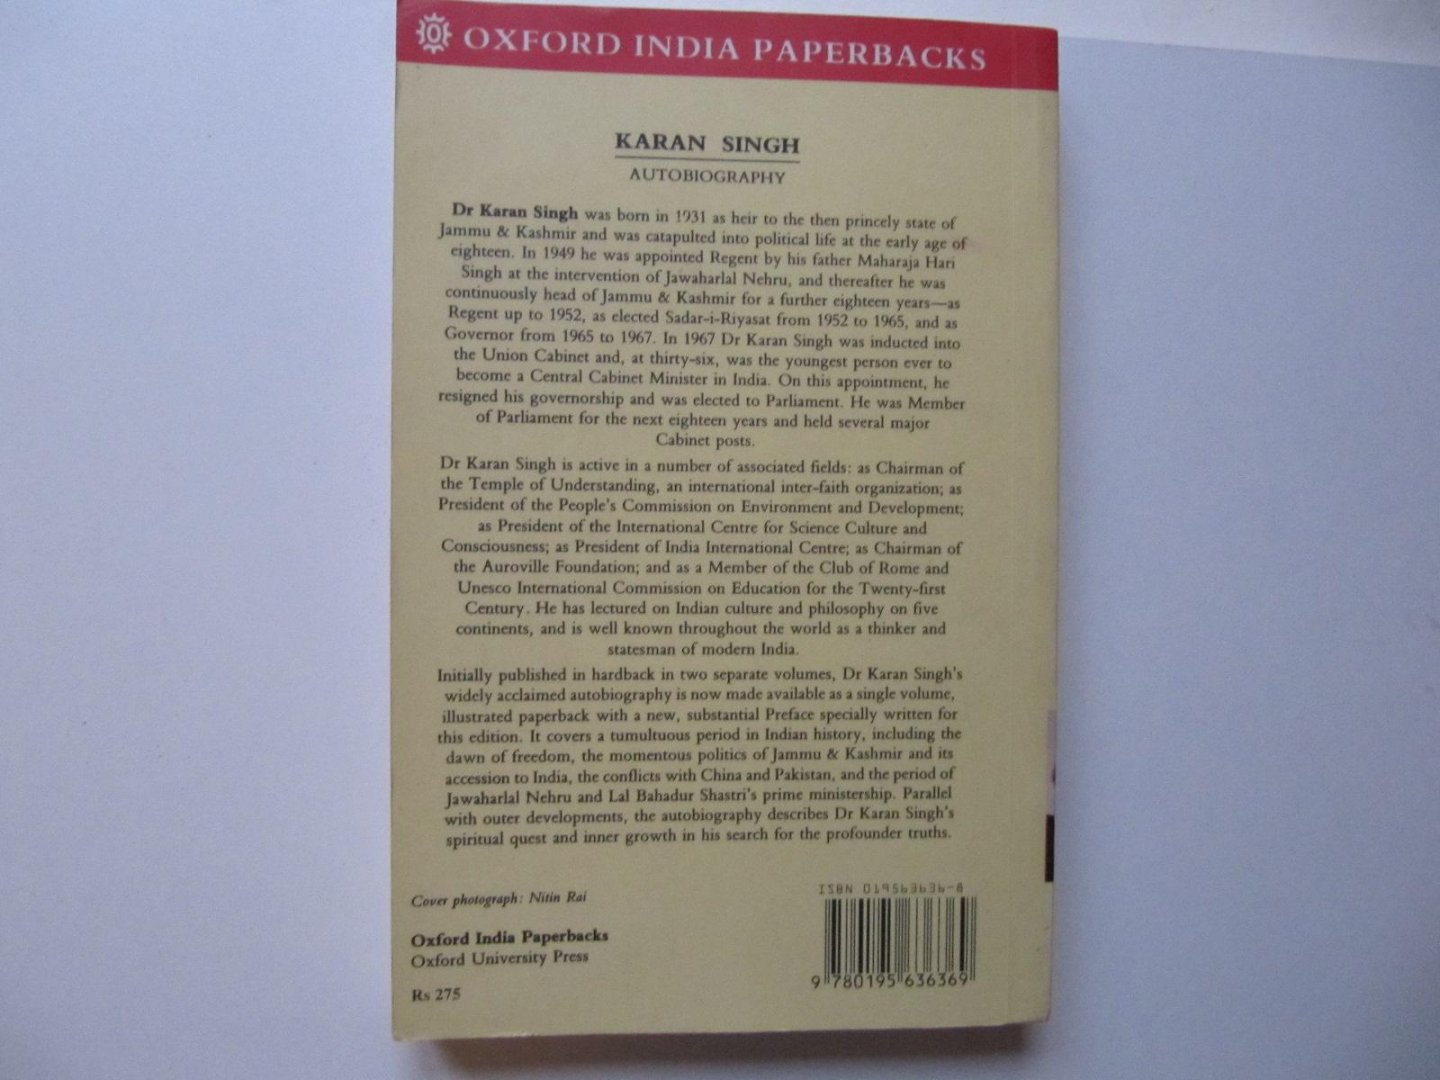 OXFORD INDIA PAPERBACKS
KARAN SINGH
AUTOBIOGRAPHY
Dr Karan Singh was born in 1931 as heir to the then princely state of
Jammu & Kashmir and was catapulted into political life at the early age of
eighteen. In 1949 he was appointed Regent by his father Maharaja Hari
Singh at the intervention of Jawaharlal Nehru, and thereafter he was
continuously head of Jammu & Kashmir for a further eighteen years—as
Regent up to 1952, as elected Sadar-i-Riyasat from 1952 to 1965, and as
Governor from 1965 to 1967. In 1967 Dr Karan Singh was inducted into
the Union Cabinet and, at thirty-six, was the youngest person ever to
become a Central Cabinet Minister in India. On this appointment, he
resigned his governorship and was elected to Parliament. He was Member
of Parliament for the next eighteen years and held several major
Cabinet posts.
Dr Karan Singh is active in a number of associated fields: as Chairman of
the Temple of Understanding, an international inter-faith organization; as
President of the People's Commission on Environment and Development;
as President of the International Centre for Science Culture and
Consciousness; as President of India International Centre; as Chairman of
the Auroville Foundation; and as a Member of the Club of Rome and
Unesco International Commission on Education for the Twenty-first
Century. He has lectured on Indian culture and philosophy on five
continents, and is well known throughout the world as a thinker and
statesman of modern India.
Initially published in hardback in two separate volumes, Dr Karan Singh's
widely acclaimed autobiography is now made available as a single volume,
illustrated paperback with a new, substantial Preface specially written for
this edition. It covers a tumultuous period in Indian history, including the
dawn of freedom, the momentous politics of Jammu & Kashmir and its
accession to India, the conflicts with China and Pakistan, and the period of
Jawaharlal Nehru and Lal Bahadur Shastri's prime ministership. Parallel
with outer developments, the autobiography describes Dr Karan Singh's
spiritual quest and inner growth in his search for the profounder truths.
Cover photograph: Nitin Rai
Oxford India Paperbacks
Oxford University Press
Rs 275
ISBN 019563636-8
9 780195 636369